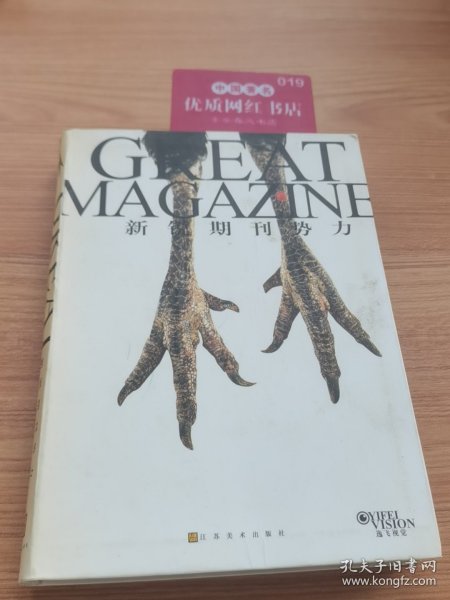 019
中国著名
优质网红书店
GREAT
MAGAZINE
新锐期刊势力
YIFEI
VISION
逸飞视觉
江苏美术出版社
孔夫子旧书网
www.kongfz.com